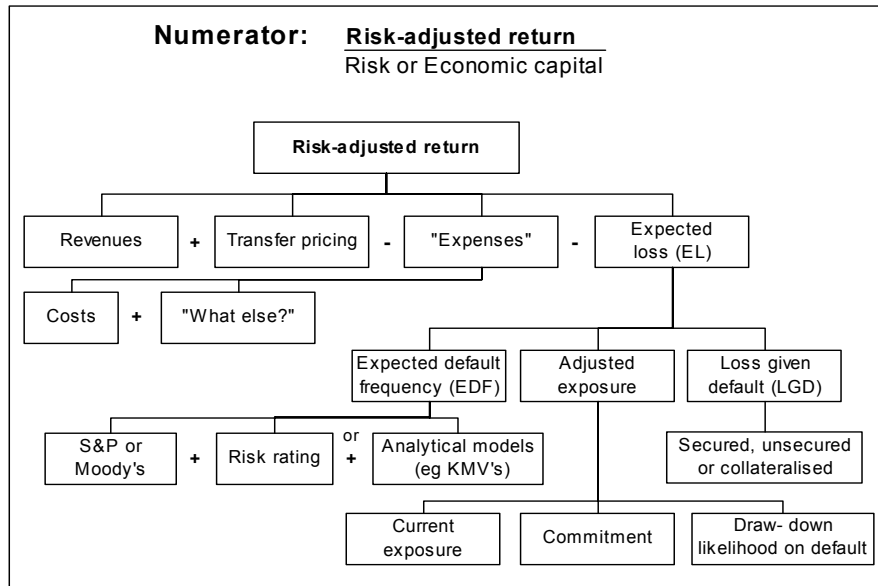 Numerator: Risk-adjusted return
Risk or Economic capital
Risk-adjusted return
Revenues + Transfer pricing - "Expenses" - Expected
loss (EL)
Costs + "What else?"
Expected default
frequency (EDF)
Adjusted
exposure
Loss given
default (LGD)
S&P or
Moody's
+
Risk rating
or
+
Analytical models
(eg KMV's)
Secured, unsecured
or collateralised
Current
exposure
Commitment
Draw- down
likelihood on default